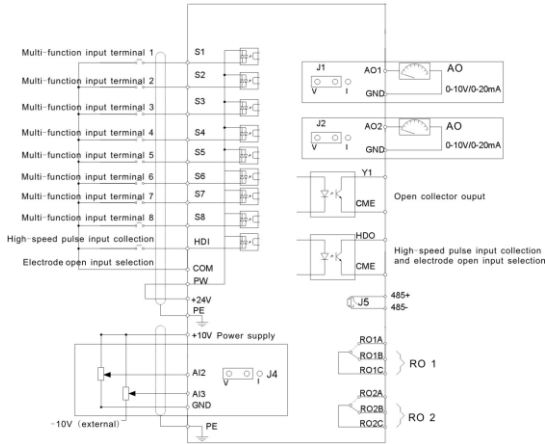 Multi-function input terminal 1
S1
Multi-function input terminal 2
S2
Multi-function input terminal 3
S3
Multi-function input terminal 4
S4
Multi-function input terminal 5
S5
Multi-function input terminal 6
S6
Multi-function input terminal 7
S7
Multi-function input terminal 8
S8
High-speed pulse input collection
HDI
Electrode open input selection
COM
PW
+24V
PE
+10V Power supply
AI2
V
I
J4
AI3
GND
-10V (external)
PE
J1
V
I
AO1
GND
AO
0-10V/0-20mA
J2
V
I
AO2
GND
AO
0-10V/0-20mA
Y1
CME
Open collector ouput
HDO
CME
High-speed pulse input collection
and electrode open input selection
J5
485+
485-
RO1A
RO1B
RO1C
RO 1
RO2A
RO2B
RO2C
RO 2